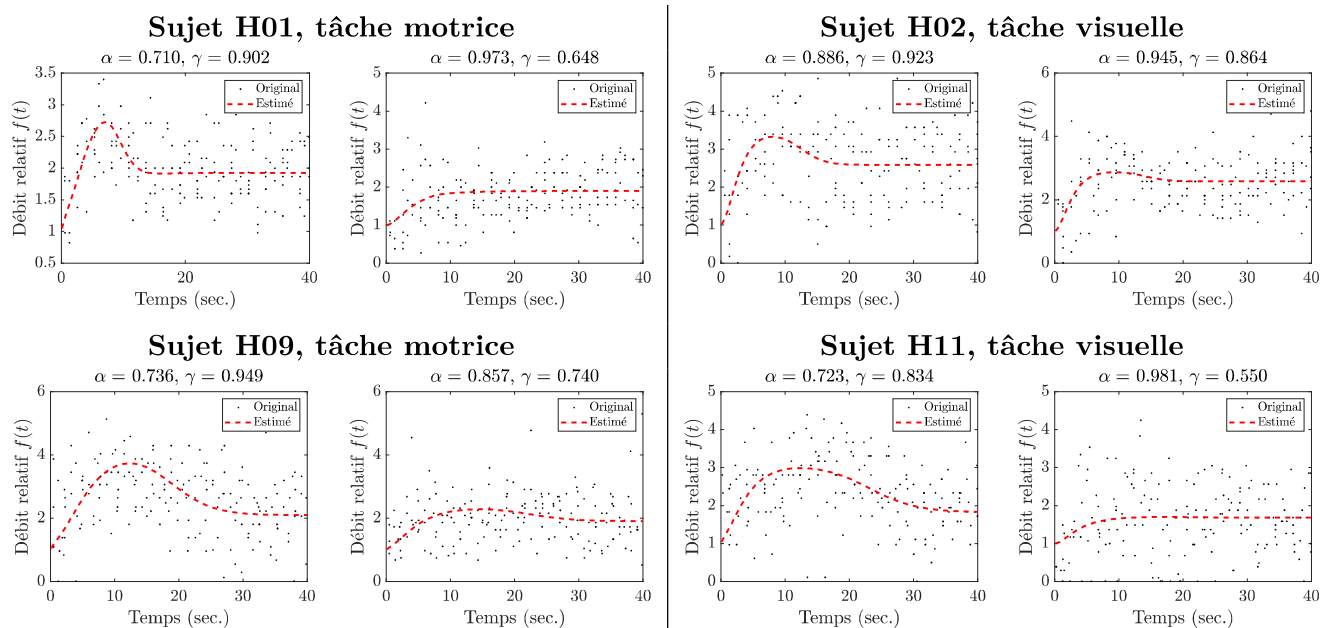 Sujet H01, tâche motrice
α = 0.710, γ = 0.902
Débit relatif f(t)
3.5
3
2.5
2
1.5
1
0.5
0
20
40
Temps (sec.)
Original
Estimé
α = 0.973, γ = 0.648
Débit relatif f(t)
5
4
3
2
1
0
0
10
20
30
40
Temps (sec.)
Original
Estimé
Sujet H02, tâche visuelle
α = 0.886, γ = 0.923
Débit relatif f(t)
5
4
3
2
1
0
0
10
20
30
40
Temps (sec.)
Original
Estimé
α = 0.945, γ = 0.864
Débit relatif f(t)
6
4
2
0
0
10
20
30
40
Temps (sec.)
Original
Estimé
Sujet H09, tâche motrice
α = 0.736, γ = 0.949
Débit relatif f(t)
6
4
2
0
0
10
20
30
40
Temps (sec.)
Original
Estimé
α = 0.857, γ = 0.740
Débit relatif f(t)
6
4
2
0
0
10
20
30
40
Temps (sec.)
Original
Estimé
Sujet H11, tâche visuelle
α = 0.723, γ = 0.834
Débit relatif f(t)
5
4
3
2
1
0
0
10
20
30
40
Temps (sec.)
Original
Estimé
α = 0.981, γ = 0.550
Débit relatif f(t)
5
4
3
2
1
0
0
10
20
30
40
Temps (sec.)
Original
Estimé